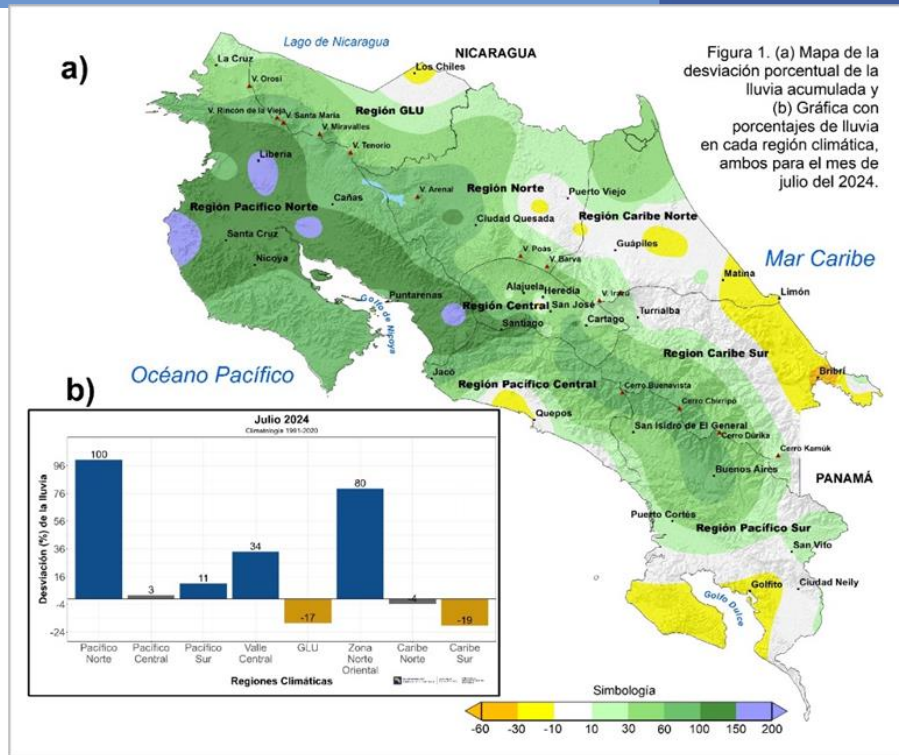 a)
Lago de Nicaragua
NICARAGUA
Figura 1. (a) Mapa de la
desviación porcentual de la
lluvia acumulada y
(b) Gráfica con
porcentajes de lluvia
en cada región climática,
ambos para el mes de
julio del 2024.
La Cruz
Los Chiles
V. Orosi
V. Rincón de la Vieja
V. Santa María
Región GLU
V. Miravalles
V. Tenorio
Liberia
Región Pacífico Norte
Cañas
V. Arenal
Región Norte
Puerto Viejo
Región Caribe Norte
Ciudad Quesada
Santa Cruz
Guápiles
Nicoya
V. Poás
V. Barva
Mar Caribe
Matina
Alajuela
Heredia
Limón
Puntarenas
Golfo de Nicoya
Región Central
San José
V. Irazú
Turrialba
Santiago
Cartago
Region Caribe Sur
Océano Pacífico
Jacó
Región Pacífico Central
Bribrí
Cerro Buenavista
Cerro Chirripó
Quepos
San Isidro de El General
Cerro Dúrika
Cerro Kamúk
Buenos Aires
PANAMÁ
Puerto Cortés
Región Pacífico Sur
San Vito
Golfito
Golfo Dulce
Ciudad Neily
b)
Julio 2024
Climatología 1991-2020
Desviación (%) de la lluvia
96
76
56
36
16
-4
-24
100
3
11
34
-17
80
-4
-19
Pacífico Norte
Pacífico Central
Pacífico Sur
Valle Central
GLU
Zona Norte Oriental
Caribe Norte
Caribe Sur
Regiones Climáticas
Simbología
-60 -30 -10 10 30 60 100 150 200